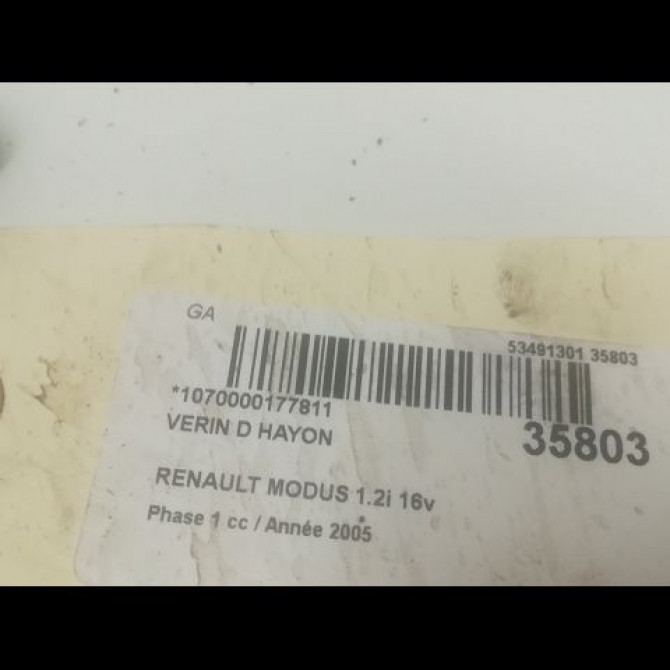 GA
53491301 35803
*1070000177811
35803
VERIN D HAYON
RENAULT MODUS 1.2i 16v
Phase 1 cc / Année 2005